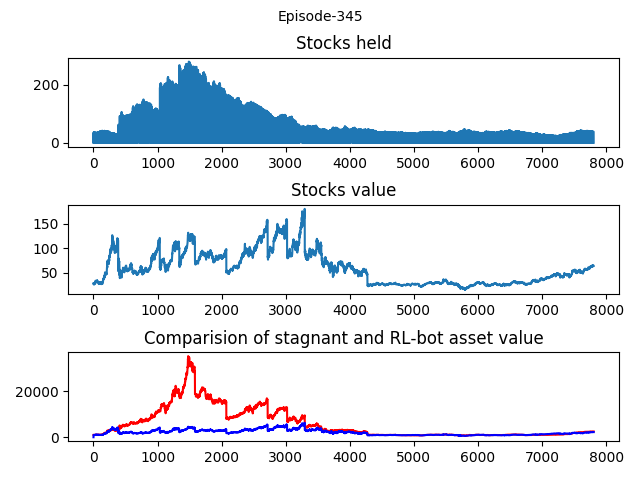 Episode-345
Stocks held
200
0
0 1000 2000 3000 4000 5000 6000 7000 8000
Stocks value
150
100
50
0 1000 2000 3000 4000 5000 6000 7000 8000
Comparision of stagnant and RL-bot asset value
20000
0
0 1000 2000 3000 4000 5000 6000 7000 8000